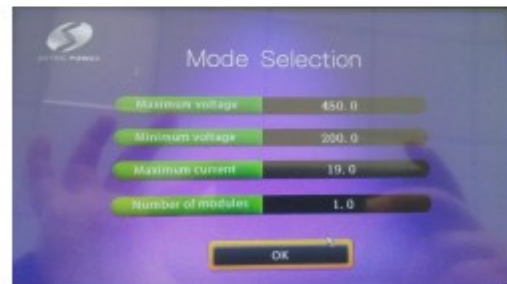 Mode Selection
Maximum voltage 450.0
Minimum voltage 200.0
Maximum current 19.0
Number of modules 1.0
OK